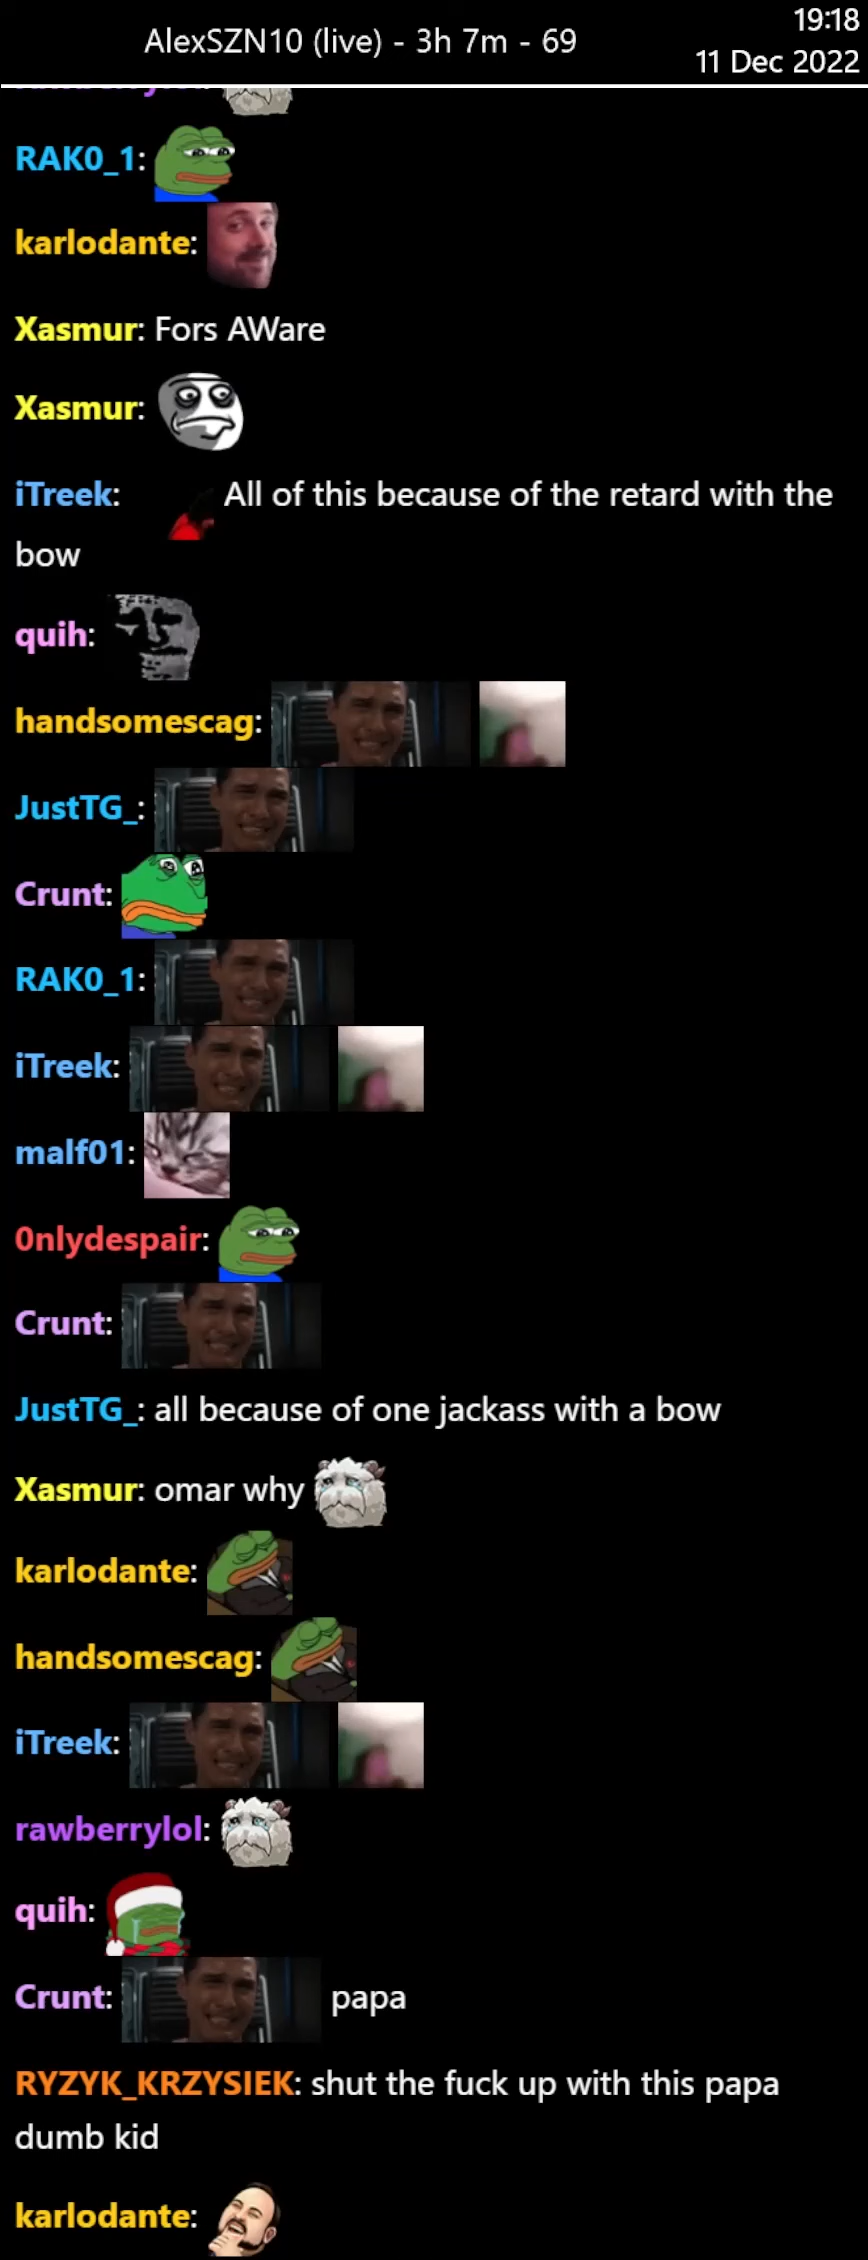 AlexSZN10 (live) - 3h 7m - 69
19:18
11 Dec 2022
RAK0_1:
karlodante:
Xasmur: Fors AWare
Xasmur:
iTreek: All of this because of the retard with the
bow
quih:
handsomescag:
JustTG_:
Crunt:
RAK0_1:
iTreek:
malf01:
0nlydespair:
Crunt:
JustTG_: all because of one jackass with a bow
Xasmur: omar why
karlodante:
handsomescag:
iTreek:
rawberrylol:
quih:
Crunt: papa
RYZYK_KRZYSIEK: shut the fuck up with this papa
dumb kid
karlodante: